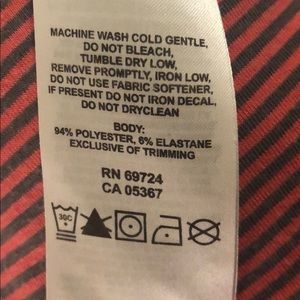 MACHINE WASH COLD GENTLE,
DO NOT BLEACH,
TUMBLE DRY LOW,
REMOVE PROMPTLY, IRON LOW,
DO NOT USE FABRIC SOFTENER,
IF PRESENT DO NOT IRON DECAL,
DO NOT DRYCLEAN
BODY:
94% POLYESTER, 6% ELASTANE
EXCLUSIVE OF TRIMMING
RN 69724
CA 05367
30C